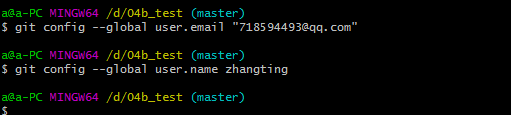 a@a-PC MINGW64 /d/04b_test (master)
$ git config --global user.email "718594493@qq.com"
a@a-PC MINGW64 /d/04b_test (master)
$ git config --global user.name zhangting
a@a-PC MINGW64 /d/04b_test (master)
$